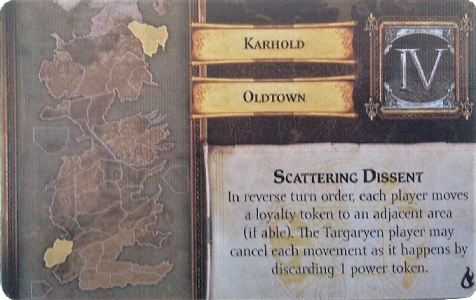 Karhold
IV
Oldtown
Scattering Dissent
In reverse turn order, each player moves
a loyalty token to an adjacent area
(if able). The Targaryen player may
cancel each movement as it happens by
discarding 1 power token.